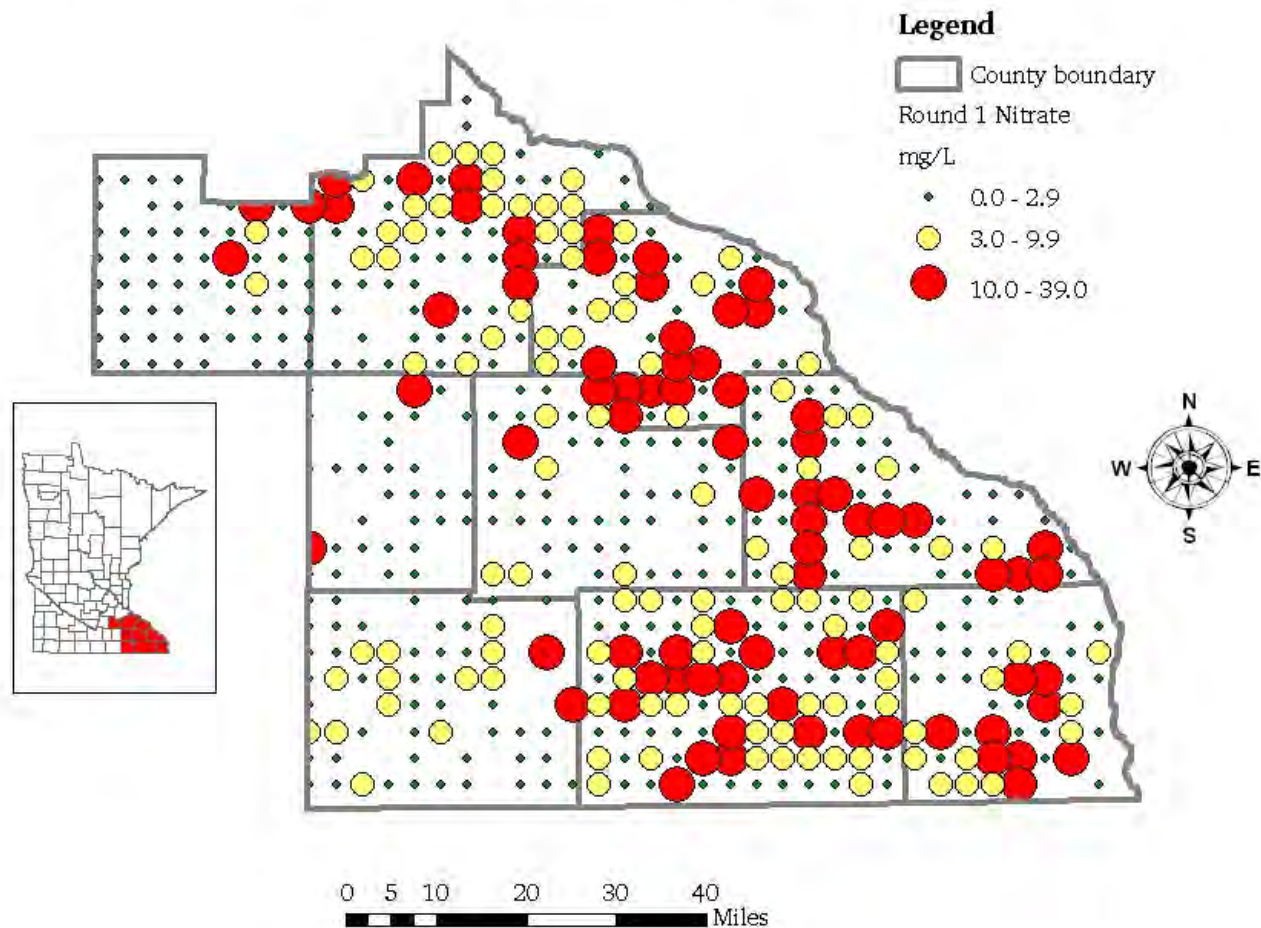 Legend
County boundary
Round 1 Nitrate
mg/L
0.0 - 2.9
3.0 - 9.9
10.0 - 39.0
N
W E
S
0 5 10 20 30 40
Miles